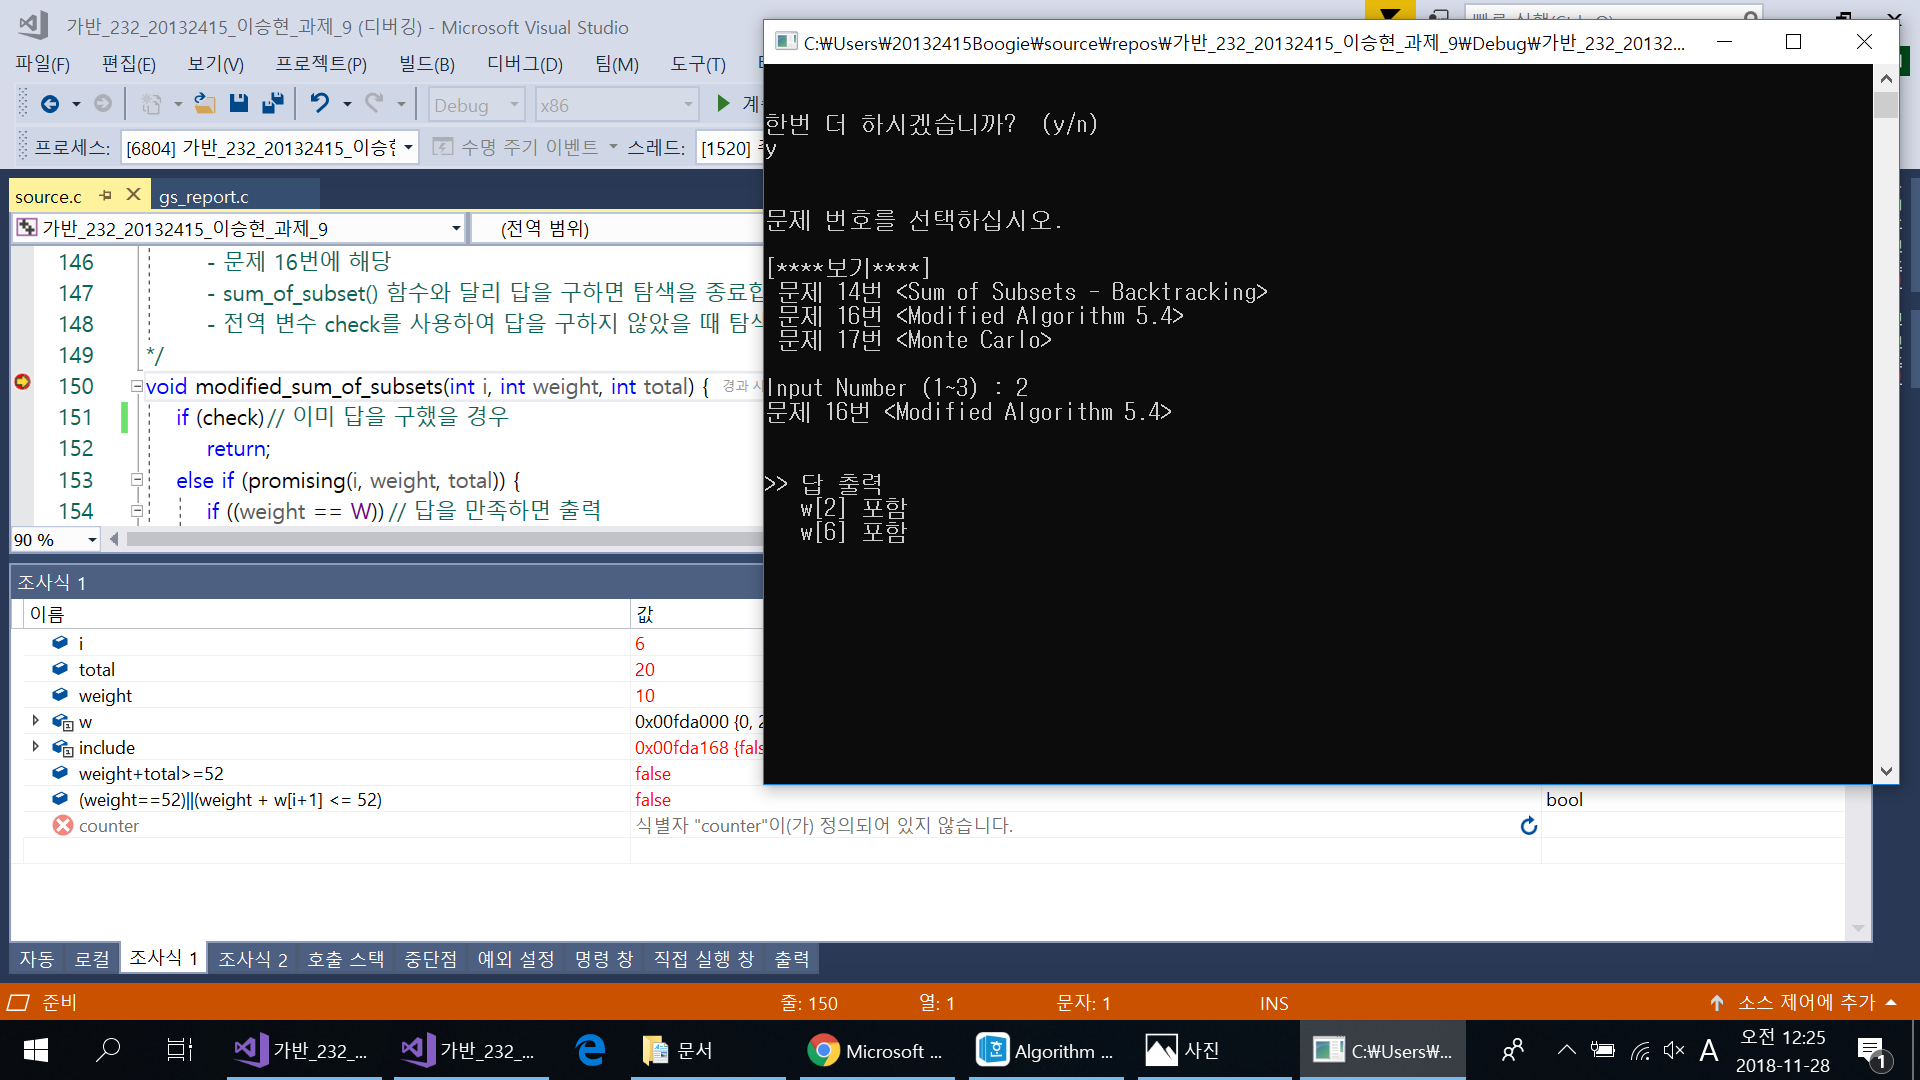 가반_232_20132415_이승현_과제_9 (디버깅) - Microsoft Visual Studio
파일(F) 편집(E) 보기(V) 프로젝트(P) 빌드(B) 디버그(D) 팀(M) 도구(T)
Debug x86
프로세스: [6804] 가반_232_20132415_이승현 수명 주기 이벤트 스레드: [1520]
source.c gs_report.c
가반_232_20132415_이승현_과제_9 (전역 범위)
146 - 문제 16번에 해당
147 - sum_of_subset() 함수와 달리 답을 구하면 탐색을 종료합
148 - 전역 변수 check를 사용하여 답을 구하지 않았을 때 탐색
149 */
150 void modified_sum_of_subsets(int i, int weight, int total) { 경과 시
151 if (check)// 이미 답을 구했을 경우
152 return;
153 else if (promising(i, weight, total)) {
154 if ((weight == W))// 답을 만족하면 출력
90 %
C:\Users\20132415Boogie\source\repos\가반_232_20132415_이승현_과제_9\Debug\가반_232_20132...
한번 더 하시겠습니까? (y/n)
y
문제 번호를 선택하십시오.
[****보기****]
문제 14번 <Sum of Subsets - Backtracking>
문제 16번 <Modified Algorithm 5.4>
문제 17번 <Monte Carlo>
Input Number (1~3) : 2
문제 16번 <Modified Algorithm 5.4>
>> 답 출력
w[2] 포함
w[6] 포함
조사식 1
이름 값
i 6
total 20
weight 10
w 0x00fda000 {0, 2
include 0x00fda168 {fals
weight+total>=52 false
(weight==52)||(weight + w[i+1] <= 52) false bool
counter 식별자 "counter"이(가) 정의되어 있지 않습니다.
자동 로컬 조사식 1 조사식 2 호출 스택 중단점 예외 설정 명령 창 직접 실행 창 출력
준비 줄: 150 열: 1 문자: 1 INS 소스 제어에 추가
가반_232_... 가반_232_... 문서 Microsoft ... Algorithm ... 사진 C:\Users\... A 오전 12:25
2018-11-28 1